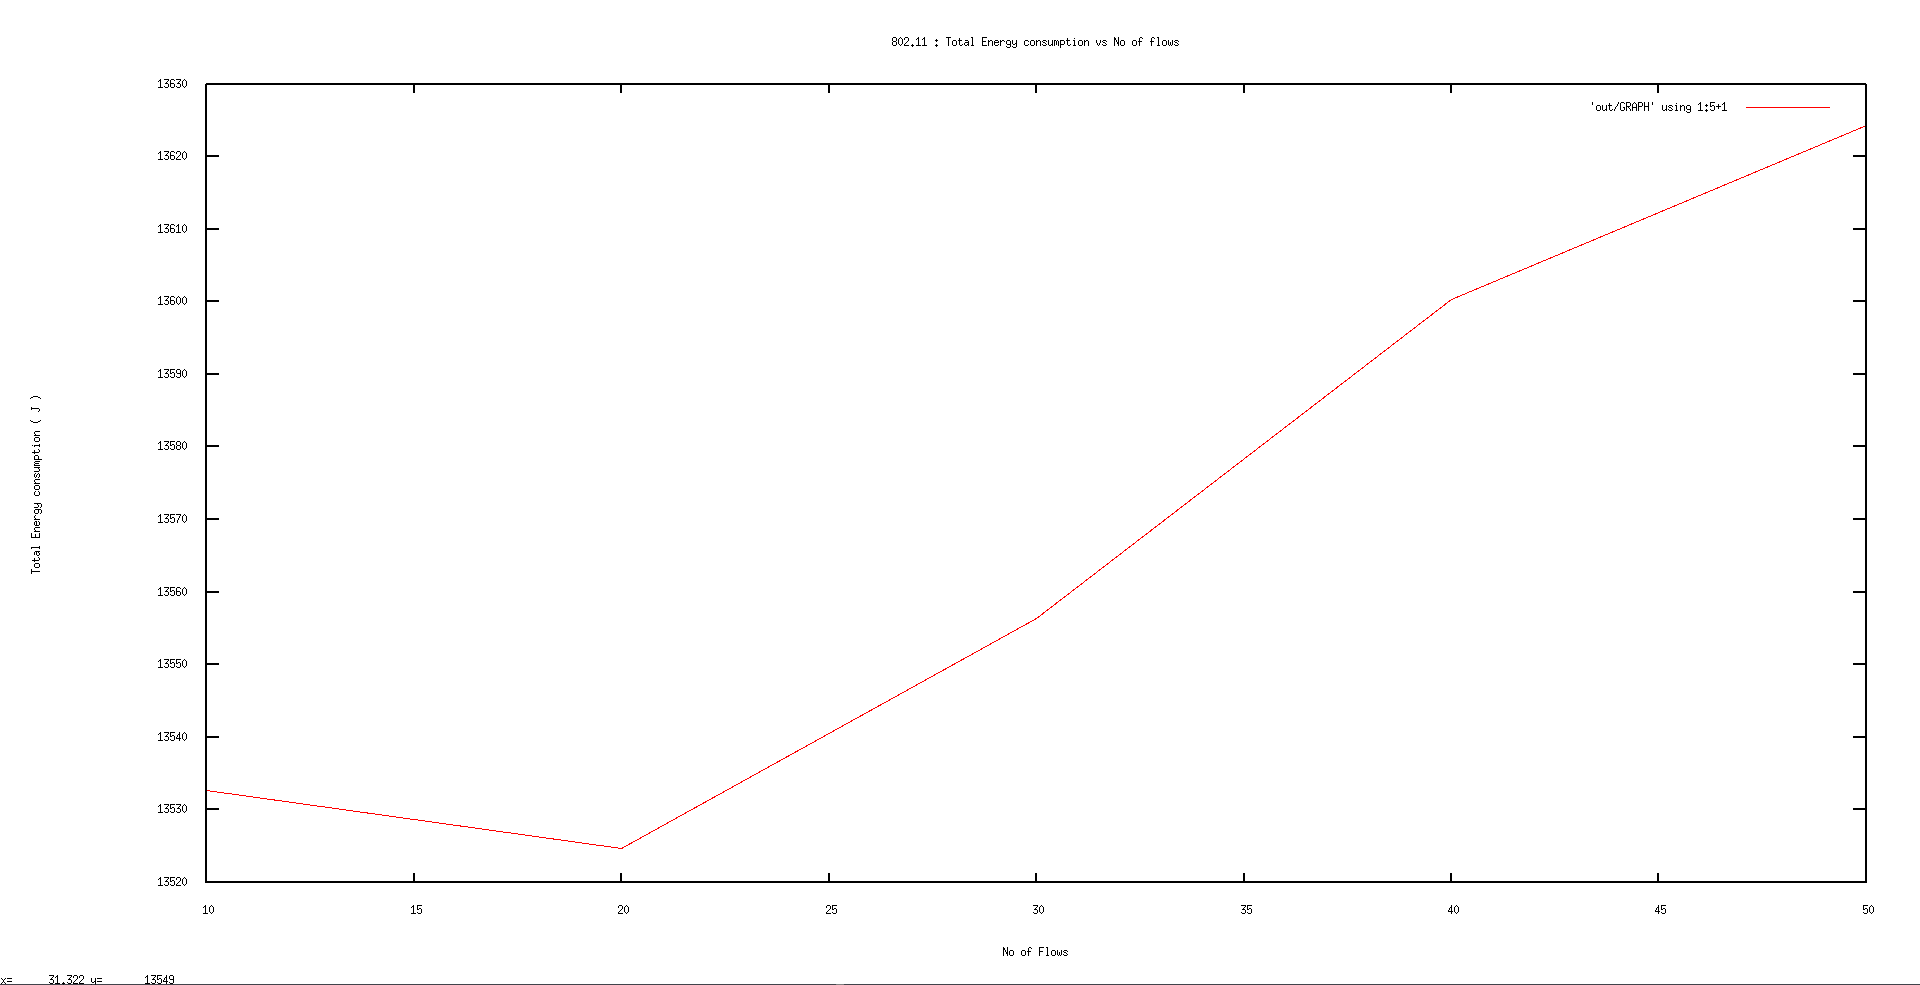 802.11 : Total Energy consumption vs No of flows
13630
'out/GRAPH' using 1:5+1
13620
13610
13600
13590
13580
13570
13560
13550
13540
13530
13520
Total Energy consumption ( J )
10 15 20 25 30 35 40 45 50
No of Flows
x= 31.322 y= 13549